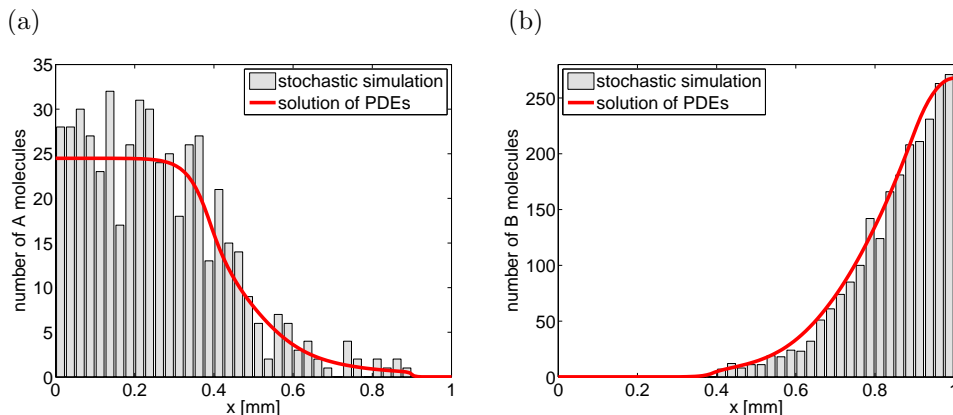 (a)
number of A molecules
35
30
25
20
15
10
5
0
stochastic simulation
solution of PDEs
0 0.2 0.4 0.6 0.8 1
x [mm]
(b)
number of B molecules
250
200
150
100
50
0
stochastic simulation
solution of PDEs
0 0.2 0.4 0.6 0.8 1
x [mm]